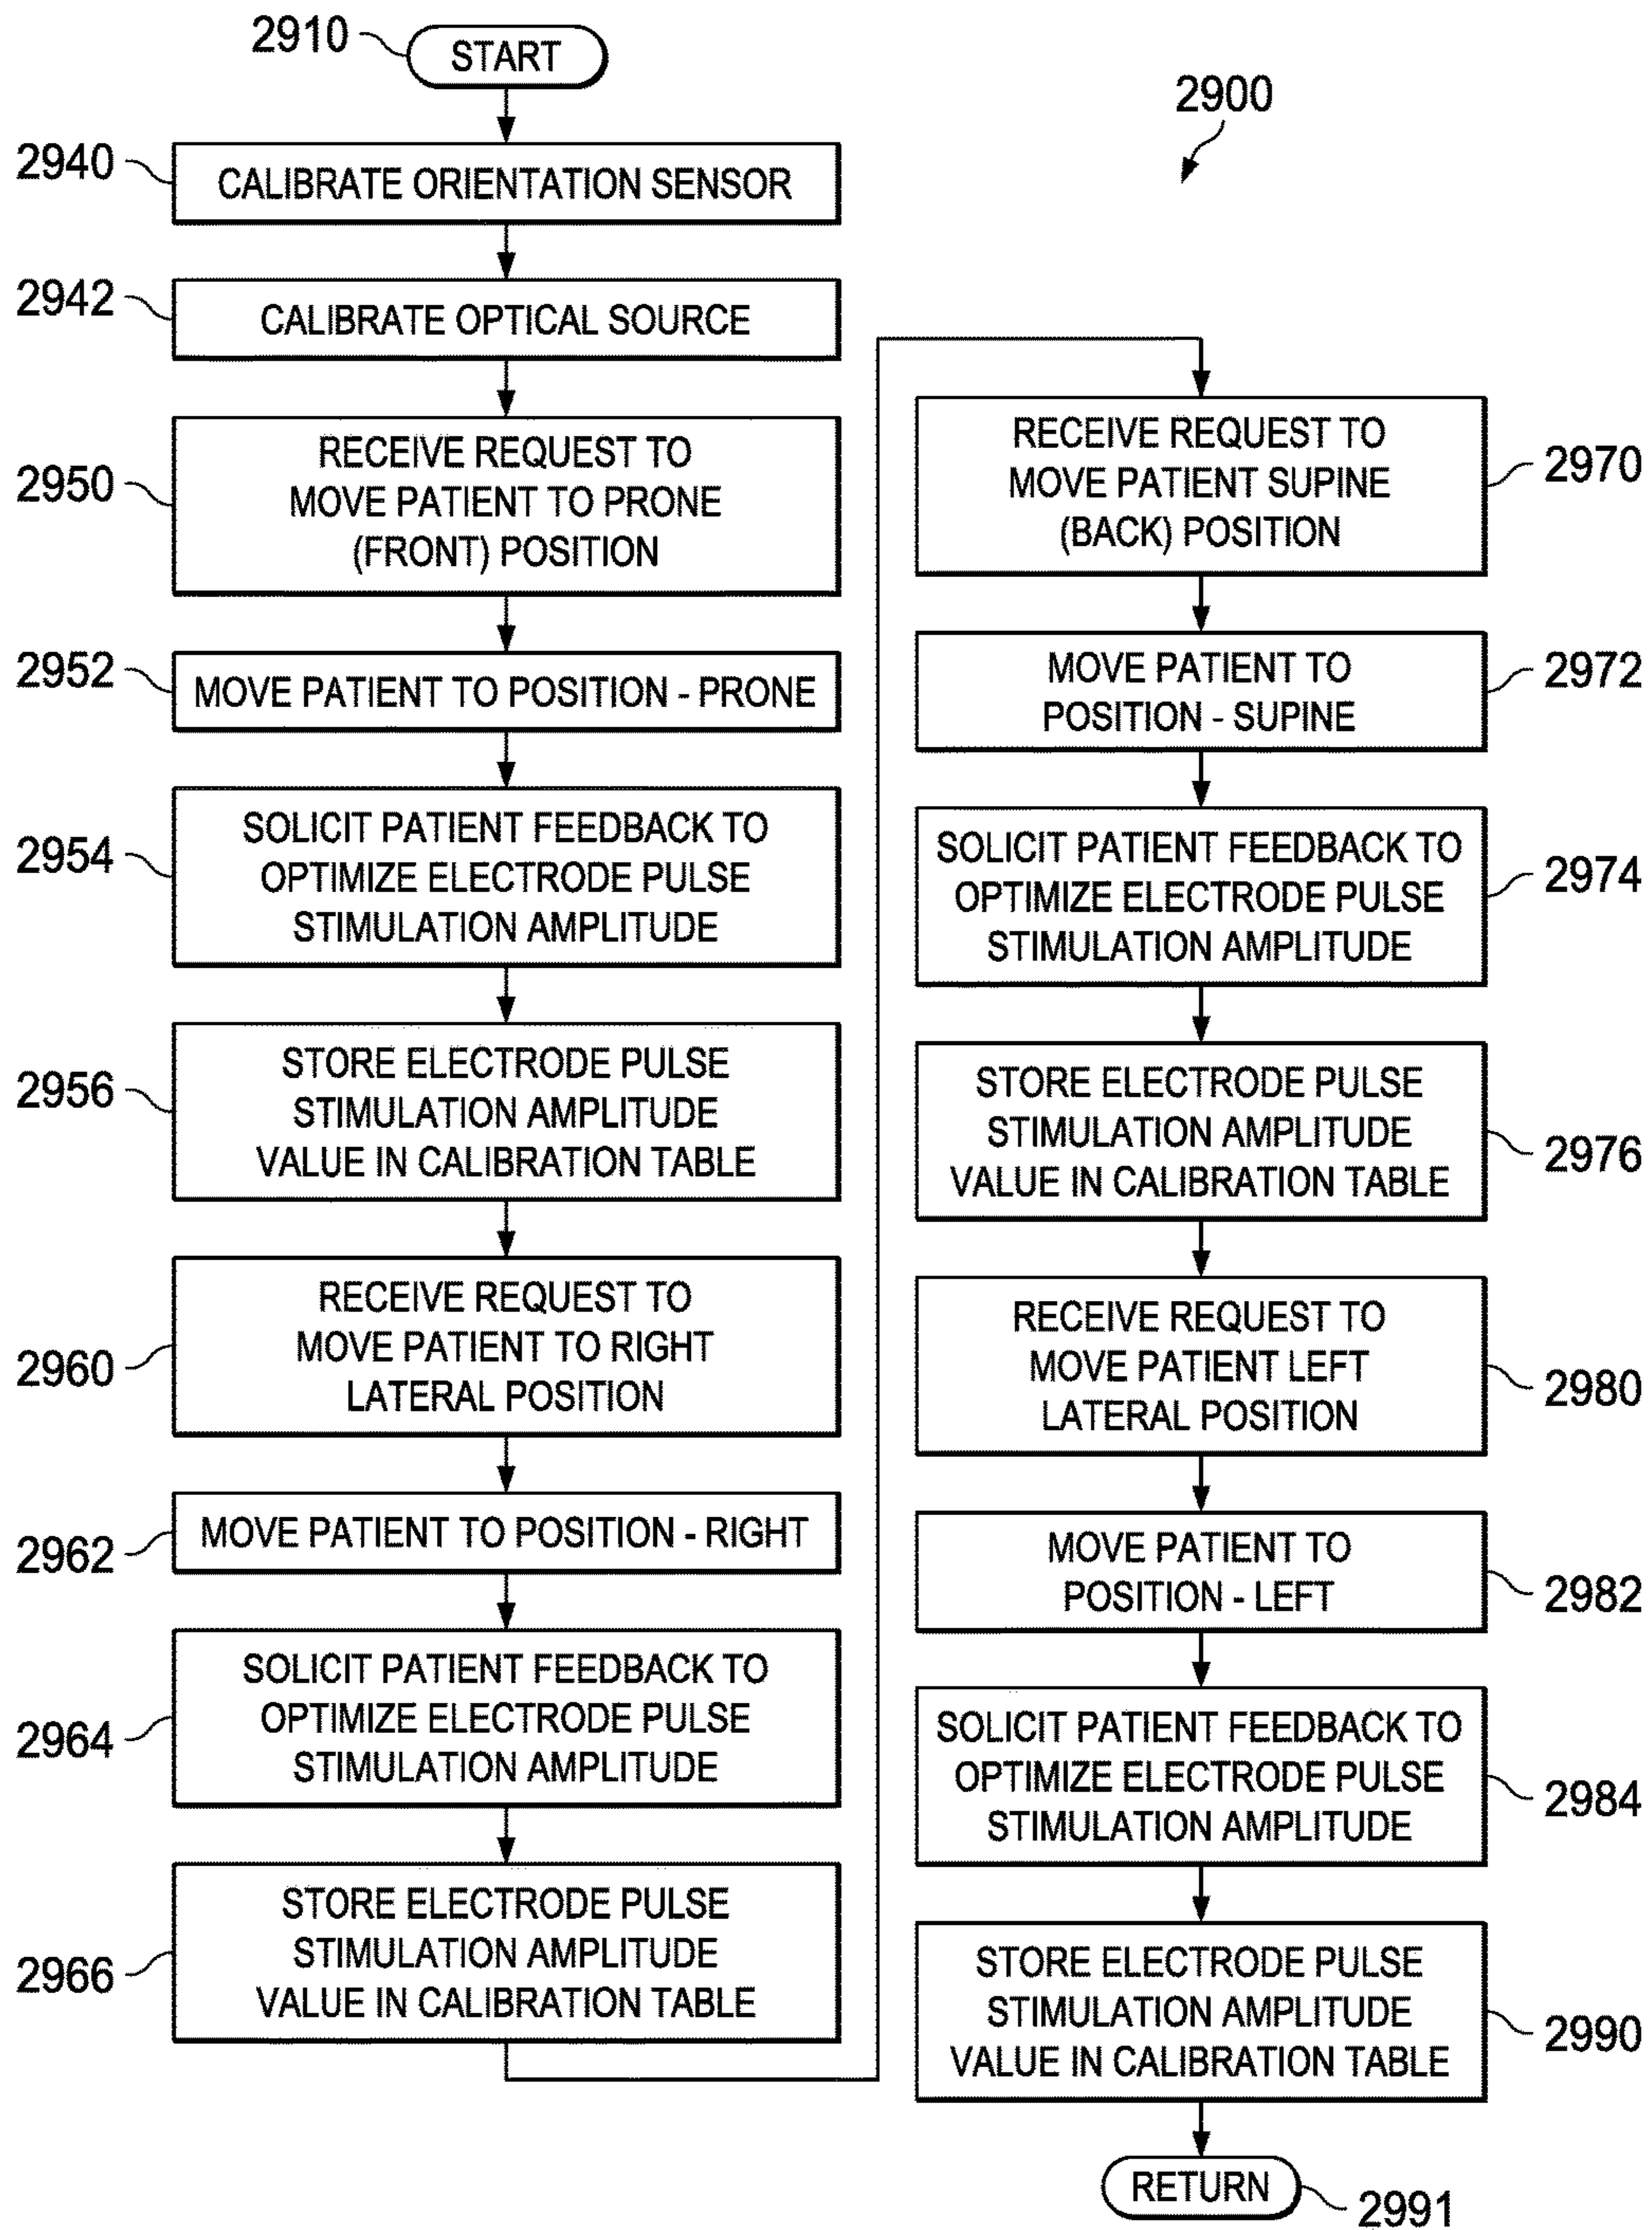 2910
START
2900
2940
CALIBRATE ORIENTATION SENSOR
2942
CALIBRATE OPTICAL SOURCE
2950
RECEIVE REQUEST TO
MOVE PATIENT TO PRONE
(FRONT) POSITION
2952
MOVE PATIENT TO POSITION - PRONE
2954
SOLICIT PATIENT FEEDBACK TO
OPTIMIZE ELECTRODE PULSE
STIMULATION AMPLITUDE
2956
STORE ELECTRODE PULSE
STIMULATION AMPLITUDE
VALUE IN CALIBRATION TABLE
2960
RECEIVE REQUEST TO
MOVE PATIENT TO RIGHT
LATERAL POSITION
2962
MOVE PATIENT TO POSITION - RIGHT
2964
SOLICIT PATIENT FEEDBACK TO
OPTIMIZE ELECTRODE PULSE
STIMULATION AMPLITUDE
2966
STORE ELECTRODE PULSE
STIMULATION AMPLITUDE
VALUE IN CALIBRATION TABLE
RECEIVE REQUEST TO
MOVE PATIENT SUPINE
(BACK) POSITION
2970
MOVE PATIENT TO
POSITION - SUPINE
2972
SOLICIT PATIENT FEEDBACK TO
OPTIMIZE ELECTRODE PULSE
STIMULATION AMPLITUDE
2974
STORE ELECTRODE PULSE
STIMULATION AMPLITUDE
VALUE IN CALIBRATION TABLE
2976
RECEIVE REQUEST TO
MOVE PATIENT LEFT
LATERAL POSITION
2980
MOVE PATIENT TO
POSITION - LEFT
2982
SOLICIT PATIENT FEEDBACK TO
OPTIMIZE ELECTRODE PULSE
STIMULATION AMPLITUDE
2984
STORE ELECTRODE PULSE
STIMULATION AMPLITUDE
VALUE IN CALIBRATION TABLE
2990
RETURN
2991